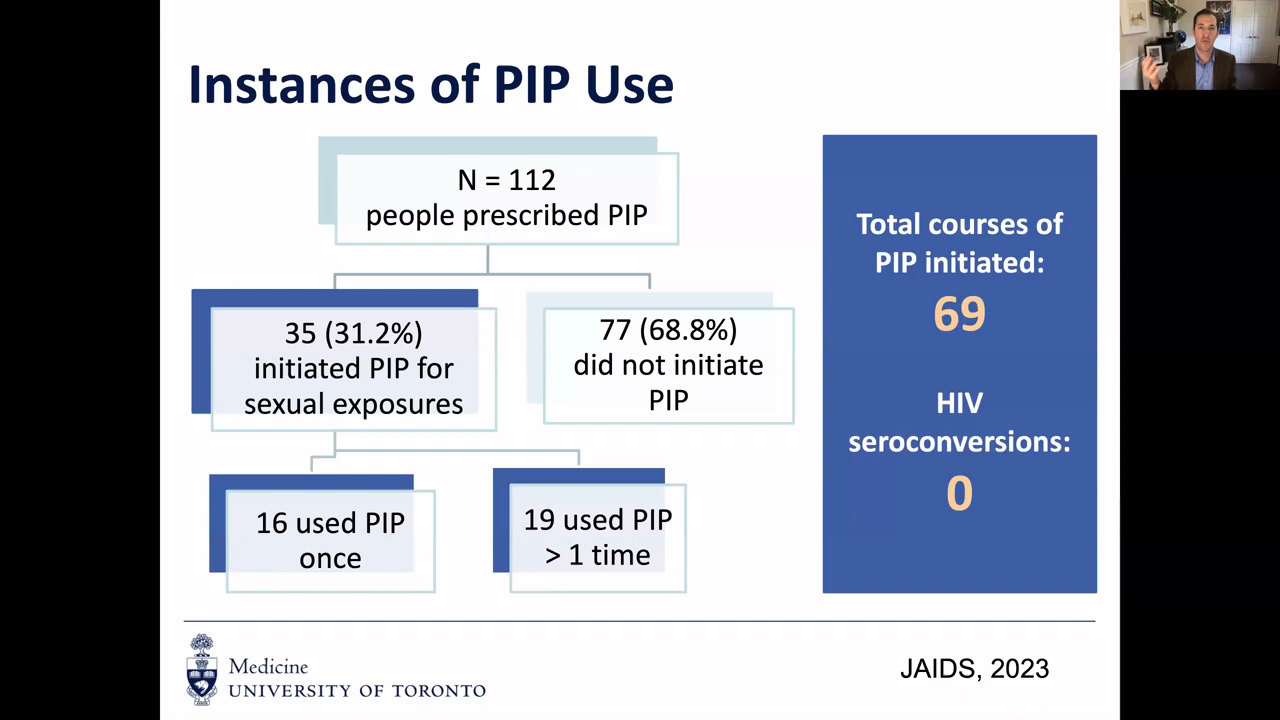 Instances of PIP Use
N = 112
people prescribed PIP
35 (31.2%)
initiated PIP for
sexual exposures
77 (68.8%)
did not initiate
PIP
16 used PIP
once
19 used PIP
> 1 time
Total courses of
PIP initiated:
69
HIV
seroconversions:
0
Medicine
UNIVERSITY OF TORONTO
JAIDS, 2023